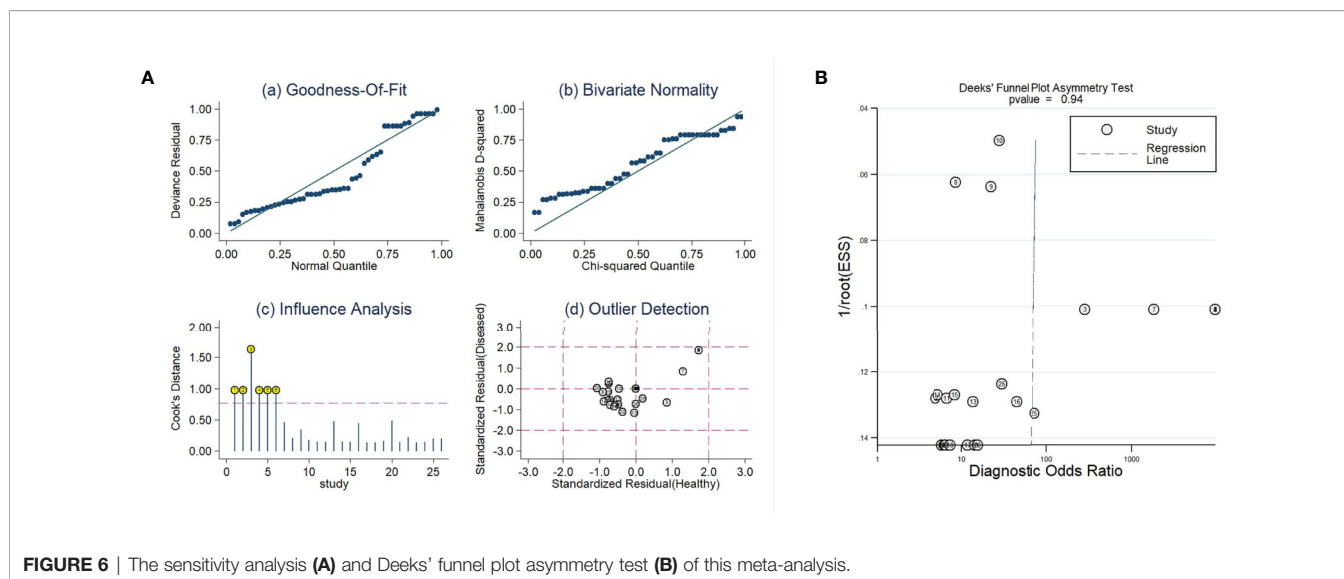 A
(a) Goodness-Of-Fit
Deviance Residual
1.00
0.75
0.50
0.25
0.00
0.00 0.25 0.50 0.75 1.00
Normal Quantile
(b) Bivariate Normality
Mahalanobis D-squared
1.00
0.75
0.50
0.25
0.00
0.00 0.25 0.50 0.75 1.00
Chi-squared Quantile
(c) Influence Analysis
Cook's Distance
2.00
1.50
1.00
0.50
0.00
0 5 10 15 20 25
study
(d) Outlier Detection
Standardized Residual(Diseased)
3.0
2.0
1.0
0.0
-1.0
-2.0
-3.0
-3.0 -2.0 -1.0 0.0 1.0 2.0 3.0
Standardized Residual(Healthy)
B
Deeks' Funnel Plot Asymmetry Test
pvalue = 0.94
Study
Regression
Line
1/root(ESS)
.04
.06
.08
.1
.12
.14
10
8
9
3
7
26
15
13
16
1 10 100 1000
Diagnostic Odds Ratio
FIGURE 6 | The sensitivity analysis (A) and Deeks' funnel plot asymmetry test (B) of this meta-analysis.